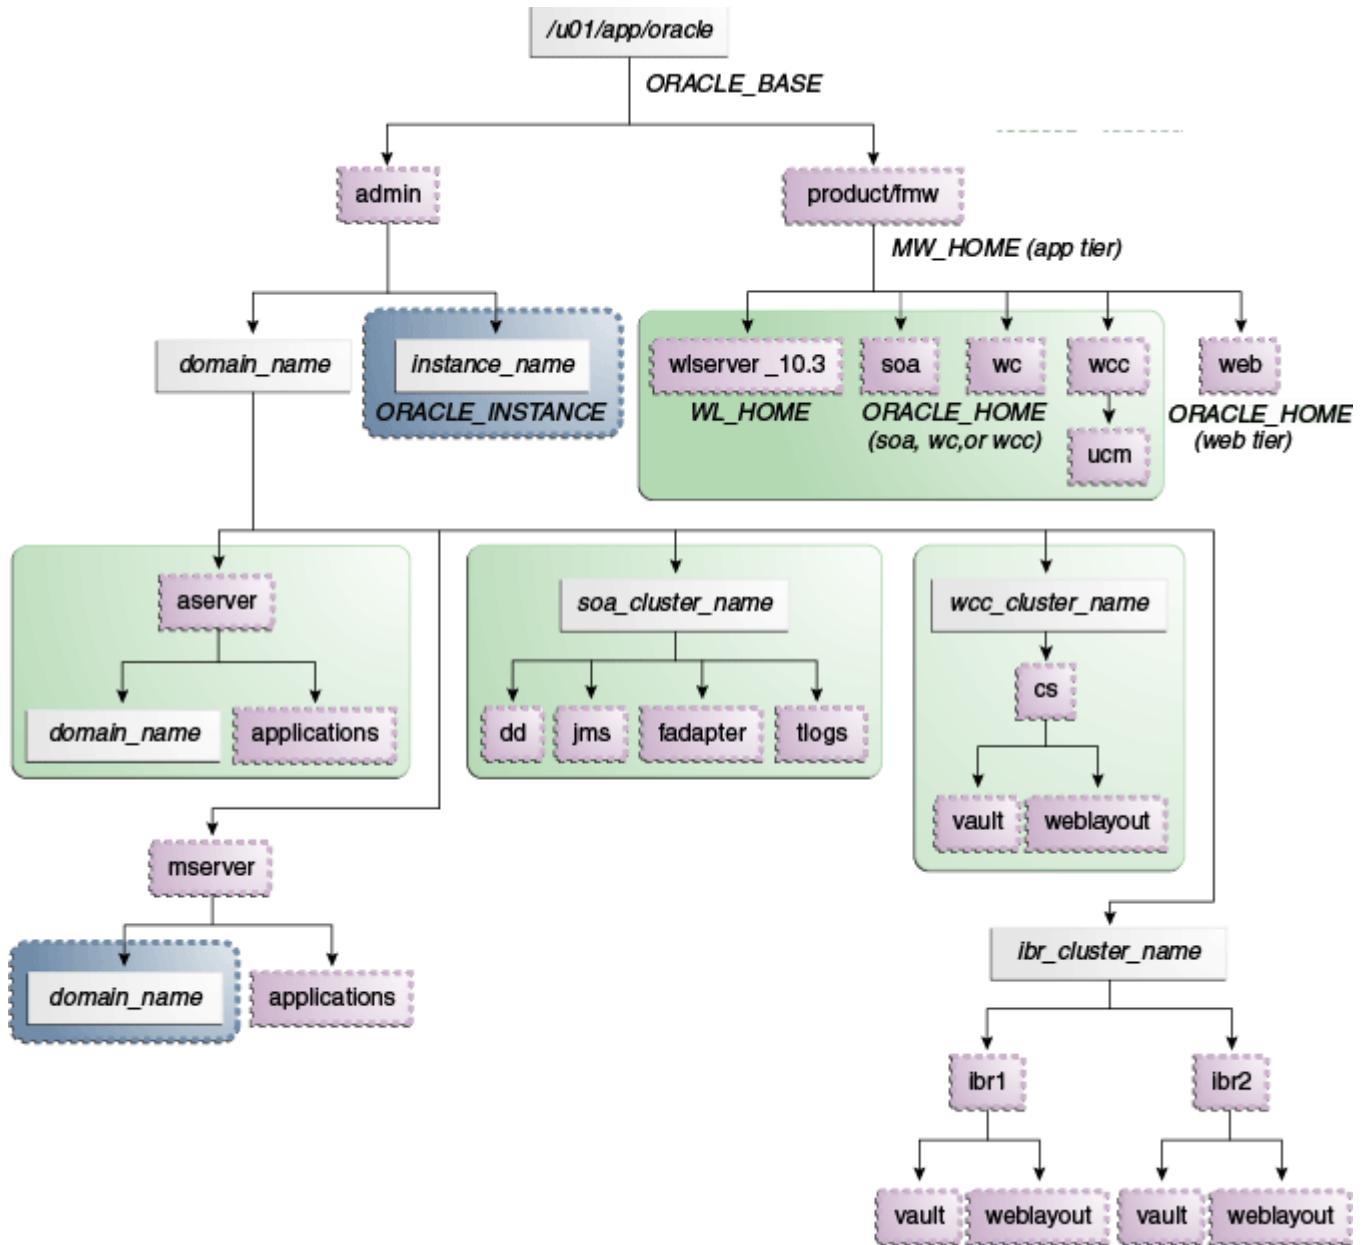 /u01/app/oracle
ORACLE_BASE
admin
product/fmw
MW_HOME (app tier)
domain_name
instance_name
ORACLE_INSTANCE
wlserver _10.3
soa
wc
wcc
web
WL_HOME
ORACLE_HOME
(soa, wc,or wcc)
ucm
ORACLE_HOME
(web tier)
aserver
soa_cluster_name
wcc_cluster_name
domain_name
applications
dd
jms
fadapter
tlogs
cs
vault
weblayout
mserver
domain_name
applications
ibr_cluster_name
ibr1
ibr2
vault
weblayout
vault
weblayout